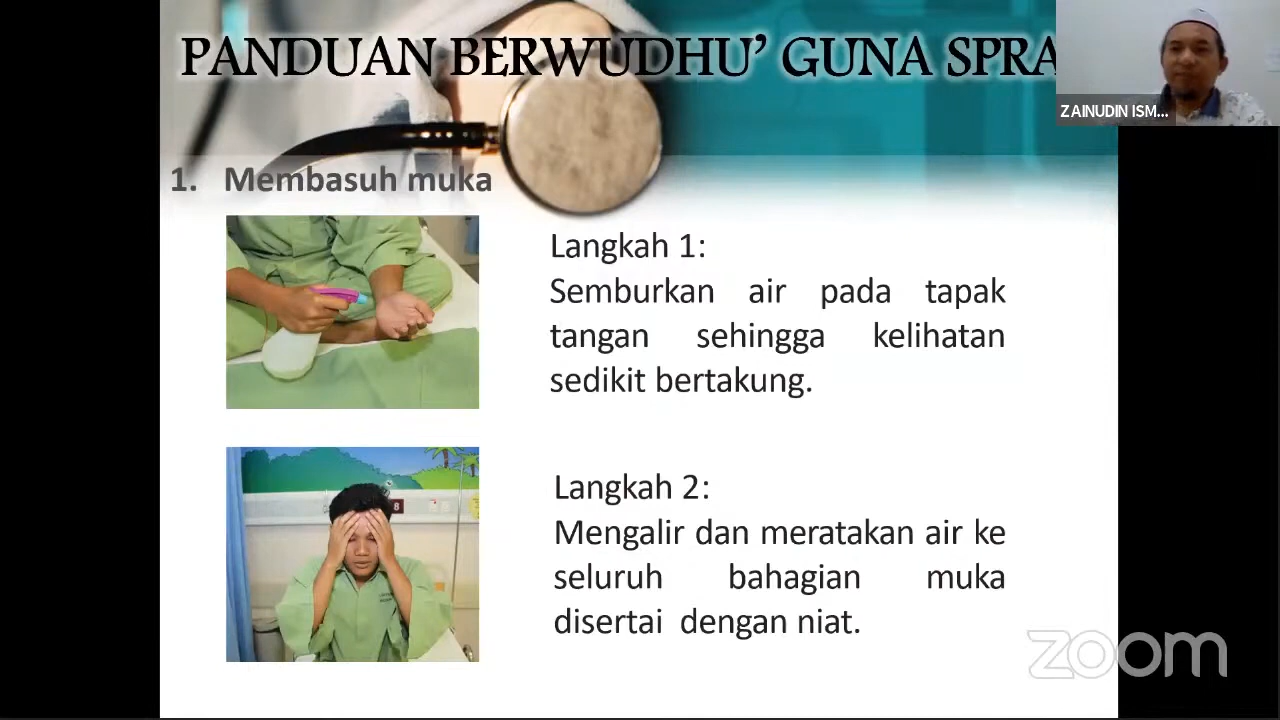 PANDUAN BERWUDHU’ GUNA SPRA
ZAINUDIN ISM...
1. Membasuh muka
Langkah 1:
Semburkan air pada tapak
tangan sehingga kelihatan
sedikit bertakung.
8
Langkah 2:
Mengalir dan meratakan air ke
seluruh bahagian muka
disertai dengan niat.
zoom